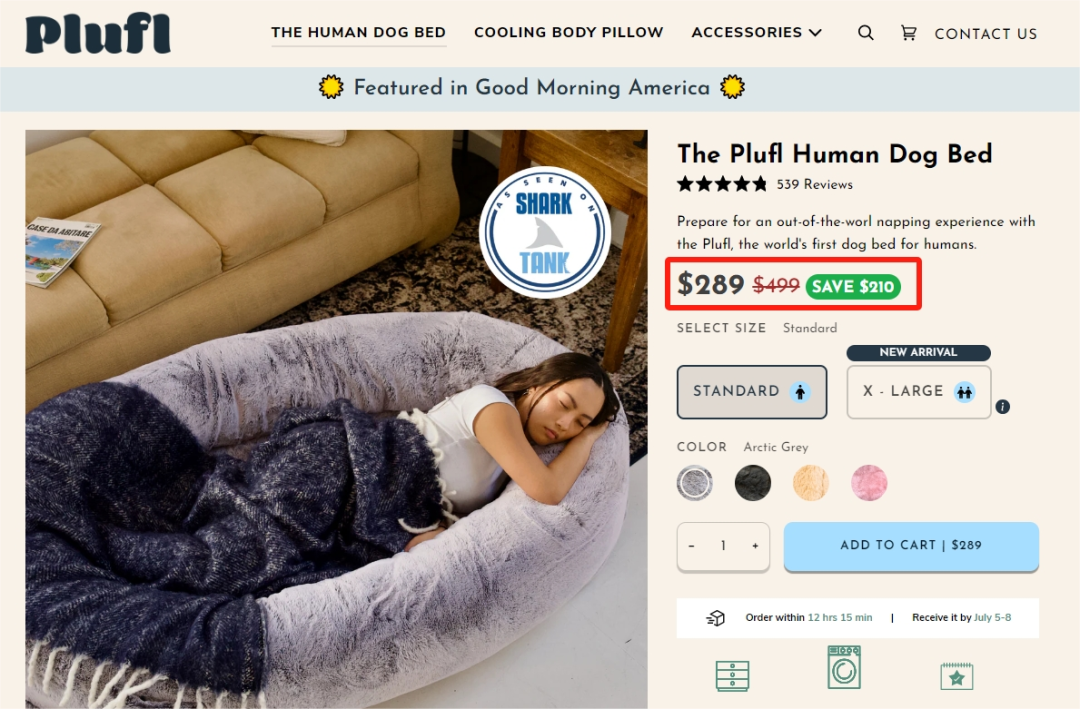 Plufl
THE HUMAN DOG BED
COOLING BODY PILLOW
ACCESSORIES
CONTACT US
Featured in Good Morning America
CASE DA ABITARE
AS SEEN ON
SHARK
TANK
The Plufl Human Dog Bed
539 Reviews
Prepare for an out-of-the-worl napping experience with
the Plufl, the world's first dog bed for humans.
$289 $499 SAVE $210
SELECT SIZE Standard
NEW ARRIVAL
STANDARD
X - LARGE
i
COLOR Arctic Grey
- 1 +
ADD TO CART | $289
Order within 12 hrs 15 min | Receive it by July 5-8